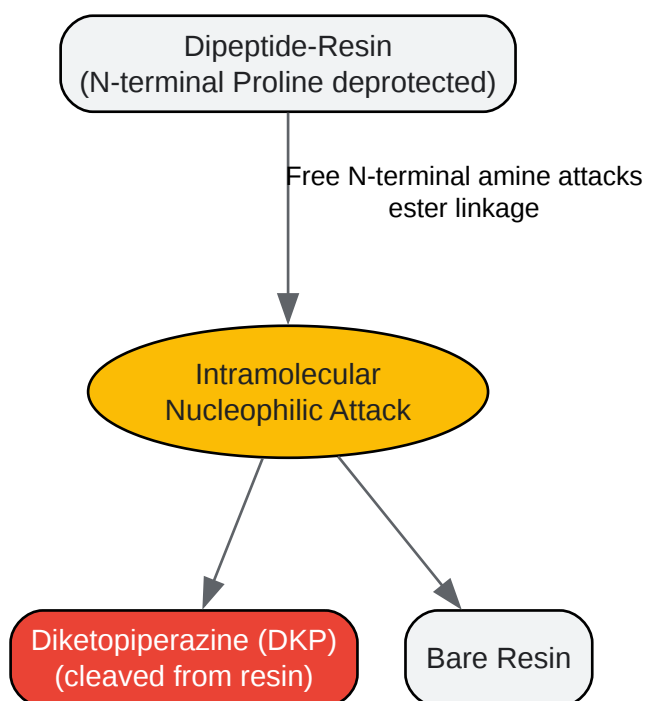 Dipeptide-Resin
(N-terminal Proline deprotected)
Free N-terminal amine attacks
ester linkage
Intramolecular
Nucleophilic Attack
Diketopiperazine (DKP)
(cleaved from resin)
Bare Resin